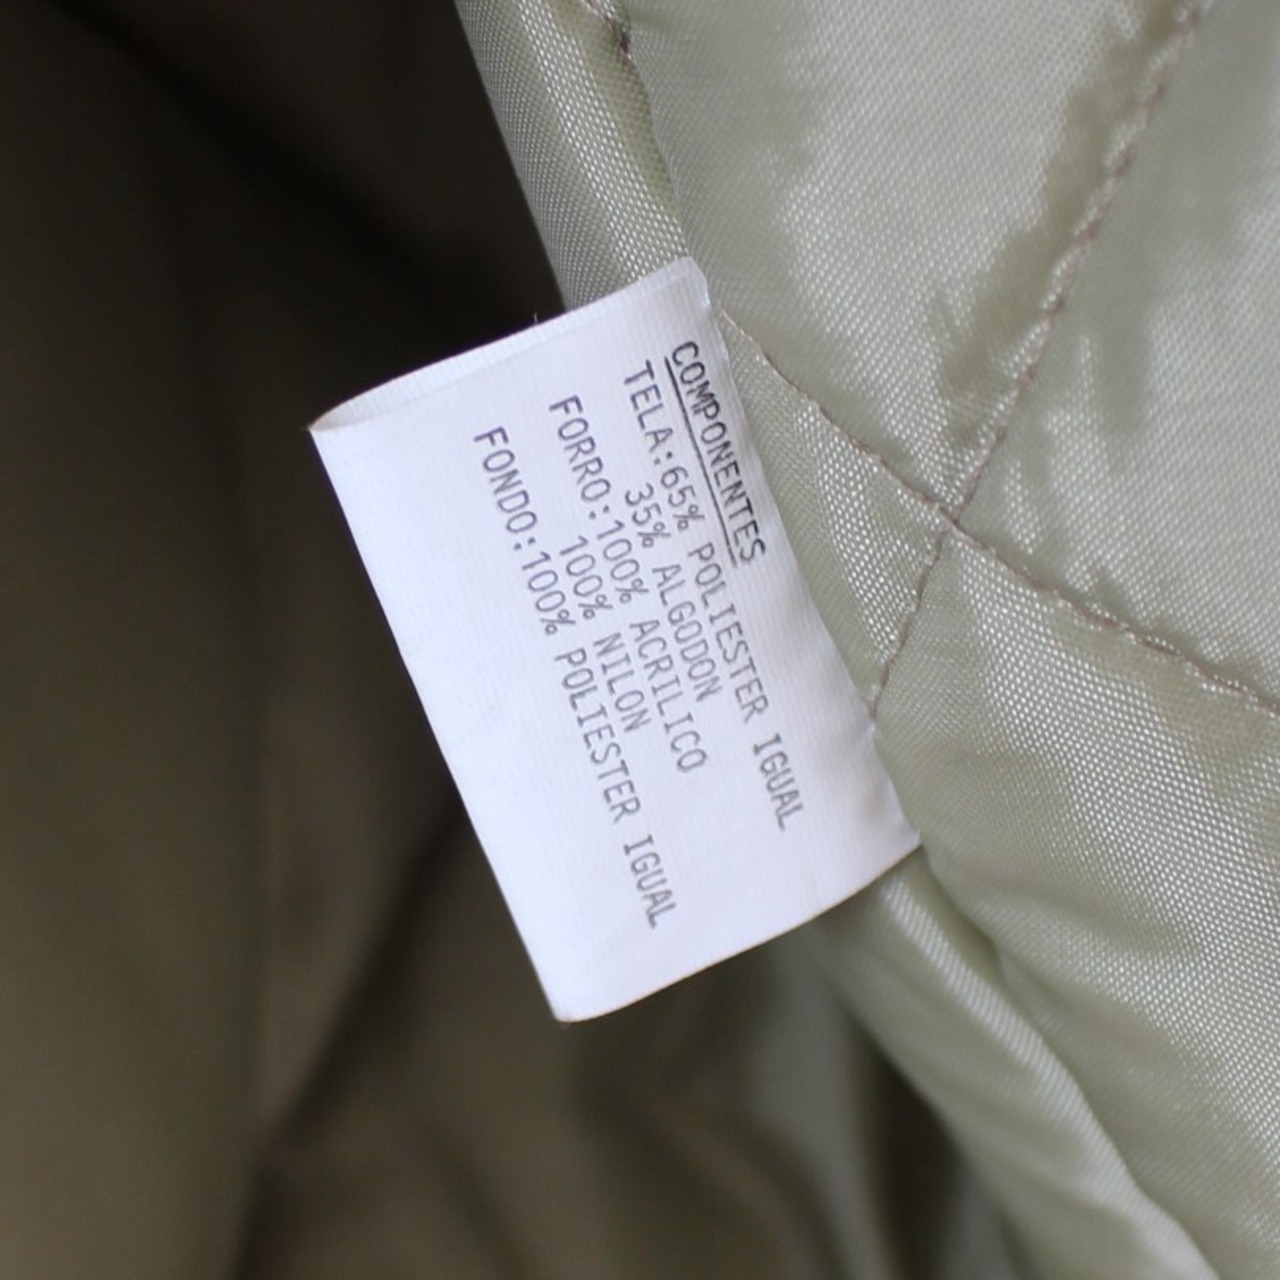 COMPONENTES
TELA:65% POLIESTER IGUAL
35% ALGODON
FORRO:100% ACRILICO
100% NILON
FONDO:100% POLIESTER IGUAL